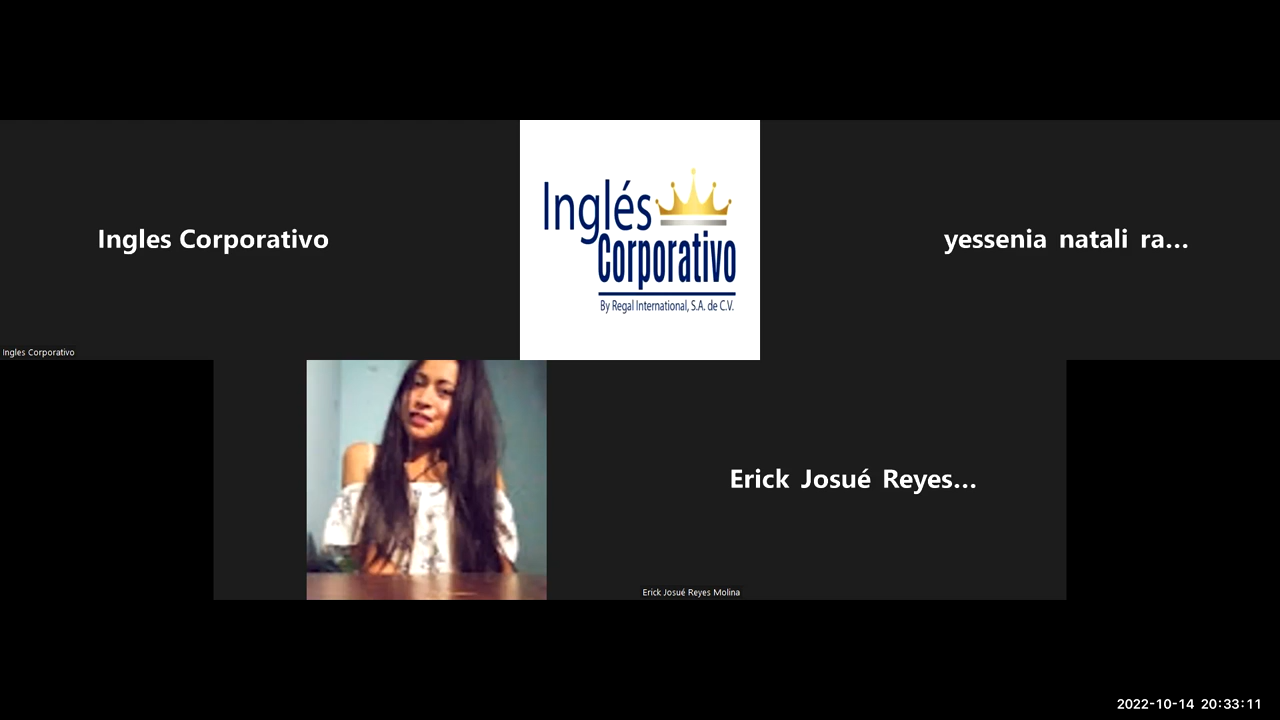 Ingles Corporativo
Ingles Corporativo
Inglés
Corporativo
By Regal International, S.A. de C.V.
yessenia natali ra...
Erick Josué Reyes...
Erick Josué Reyes Molina
2022-10-14 20:33:11